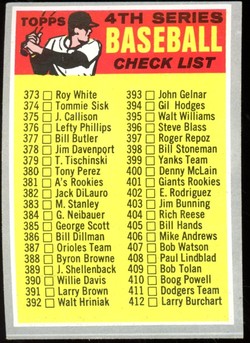 TOPPS
4TH SERIES
BASEBALL
CHECK LIST
373 Roy White
374 Tommie Sisk
375 J. Callison
376 Lefty Phillips
377 Bill Butler
378 Jim Davenport
379 T. Tischinski
380 Tony Perez
381 A's Rookies
382 Jack DiLauro
383 M. Stanley
384 G. Neibauer
385 George Scott
386 Bill Dillman
387 Orioles Team
388 Byron Browne
389 J. Shellenback
390 Willie Davis
391 Larry Brown
392 Walt Hriniak
393 John Gelnar
394 Gil Hodges
395 Walt Williams
396 Steve Blass
397 Roger Repoz
398 Bill Stoneman
399 Yanks Team
400 Denny McLain
401 Giants Rookies
402 E. Rodriguez
403 Jim Bunning
404 Rich Reese
405 Bill Hands
406 Mike Andrews
407 Bob Watson
408 Paul Lindblad
409 Bob Tolan
410 Boog Powell
411 Dodgers Team
412 Larry Burchart